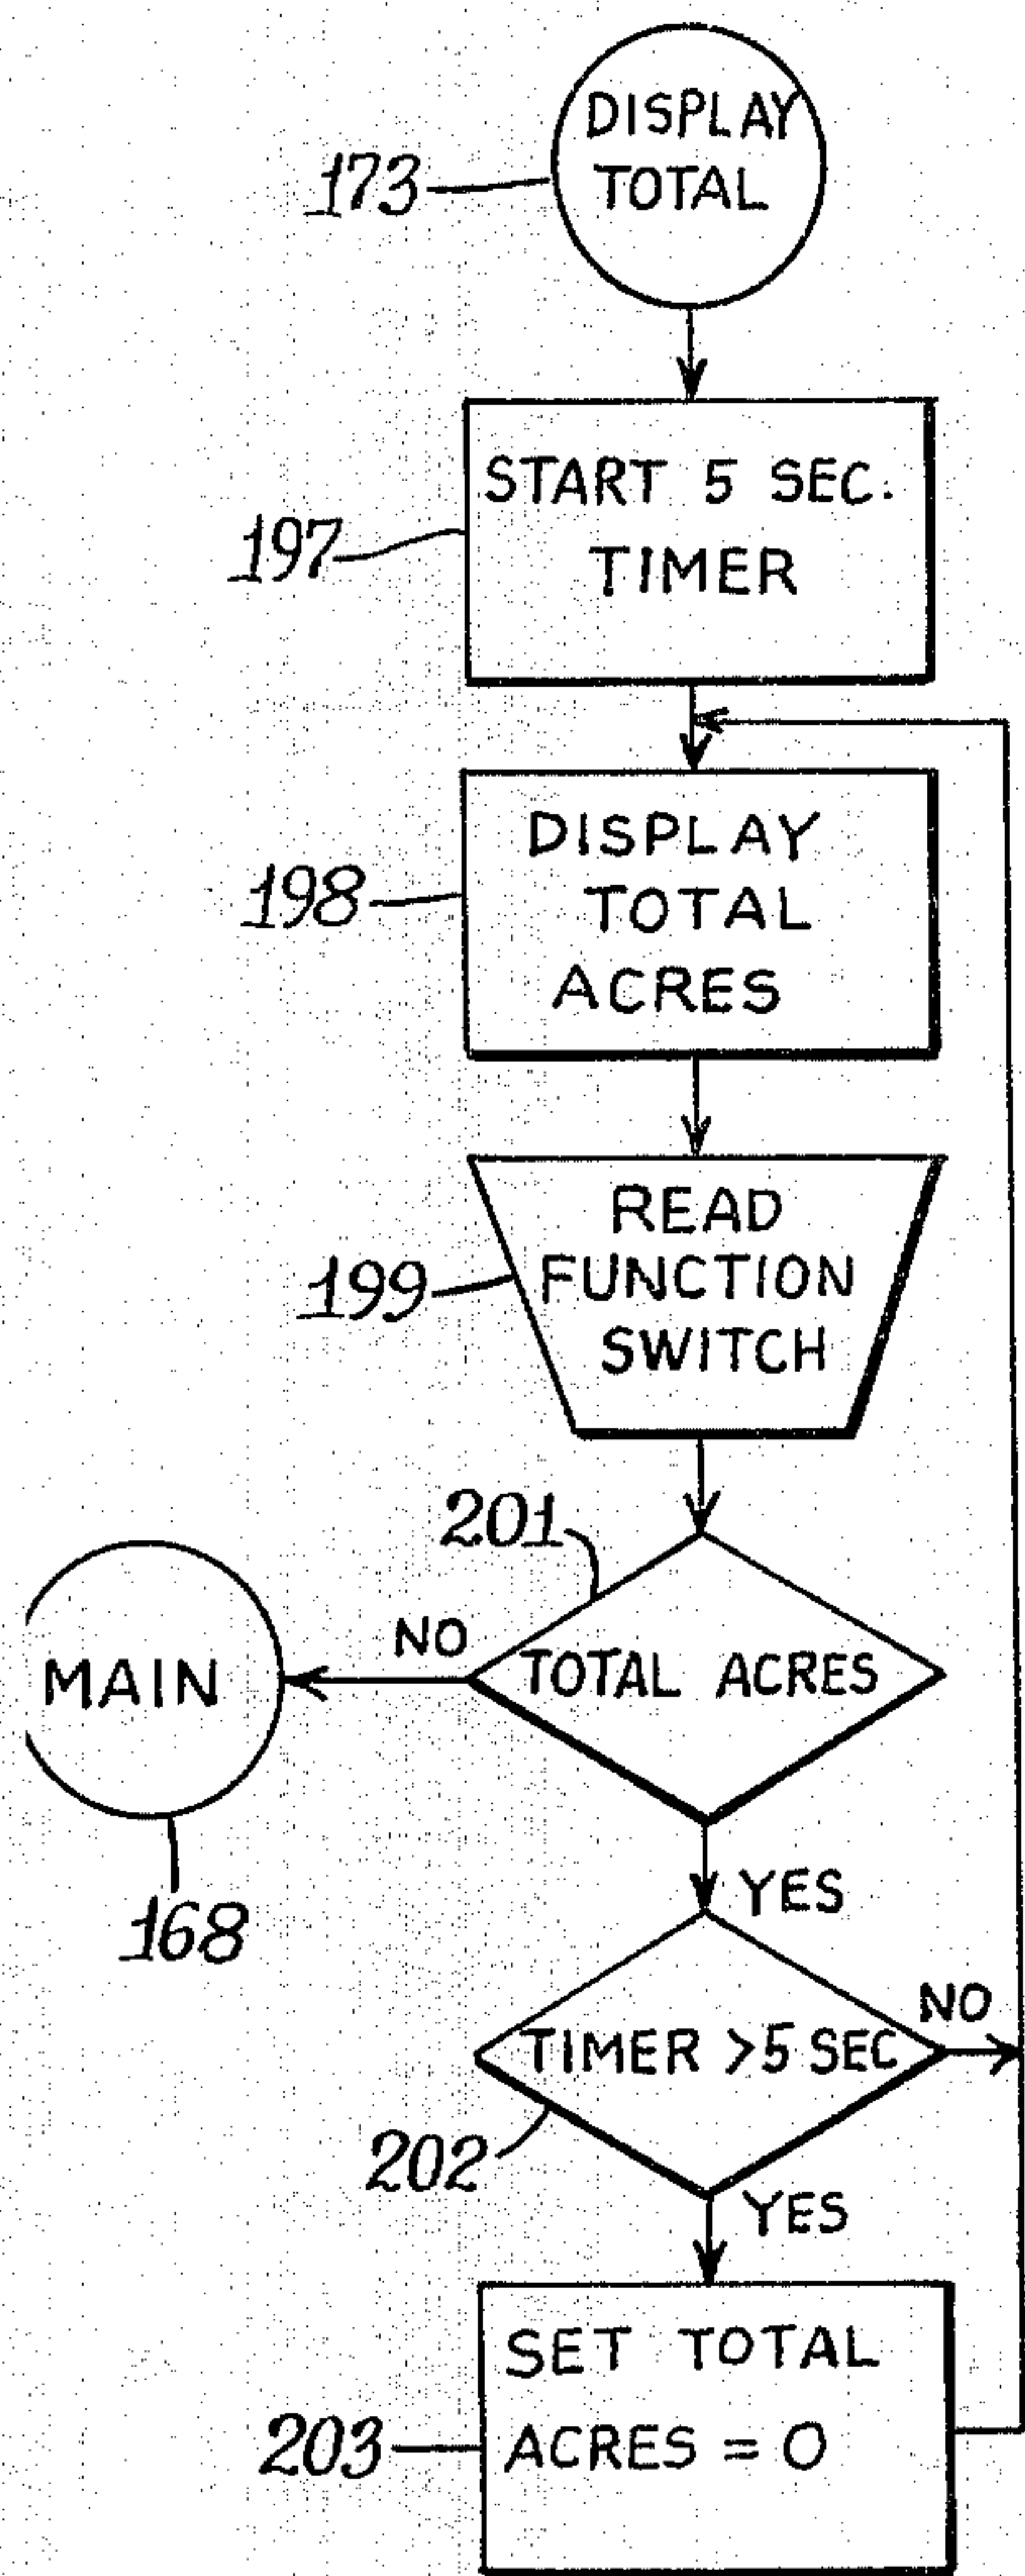 DISPLAY
TOTAL
173
START 5 SEC.
TIMER
197
DISPLAY
TOTAL
ACRES
198
READ
FUNCTION
SWITCH
199
201
NO
TOTAL ACRES
MAIN
168
YES
NO
TIMER >5 SEC
202
YES
SET TOTAL
ACRES = 0
203